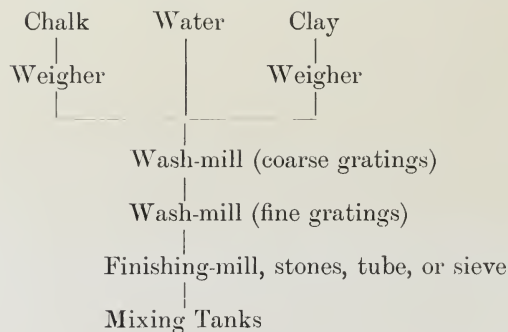 Chalk Water Clay
Weigher Weigher
Wash-mill (coarse gratings)
Wash-mill (fine gratings)
Finishing-mill, stones, tube, or sieve
Mixing Tanks